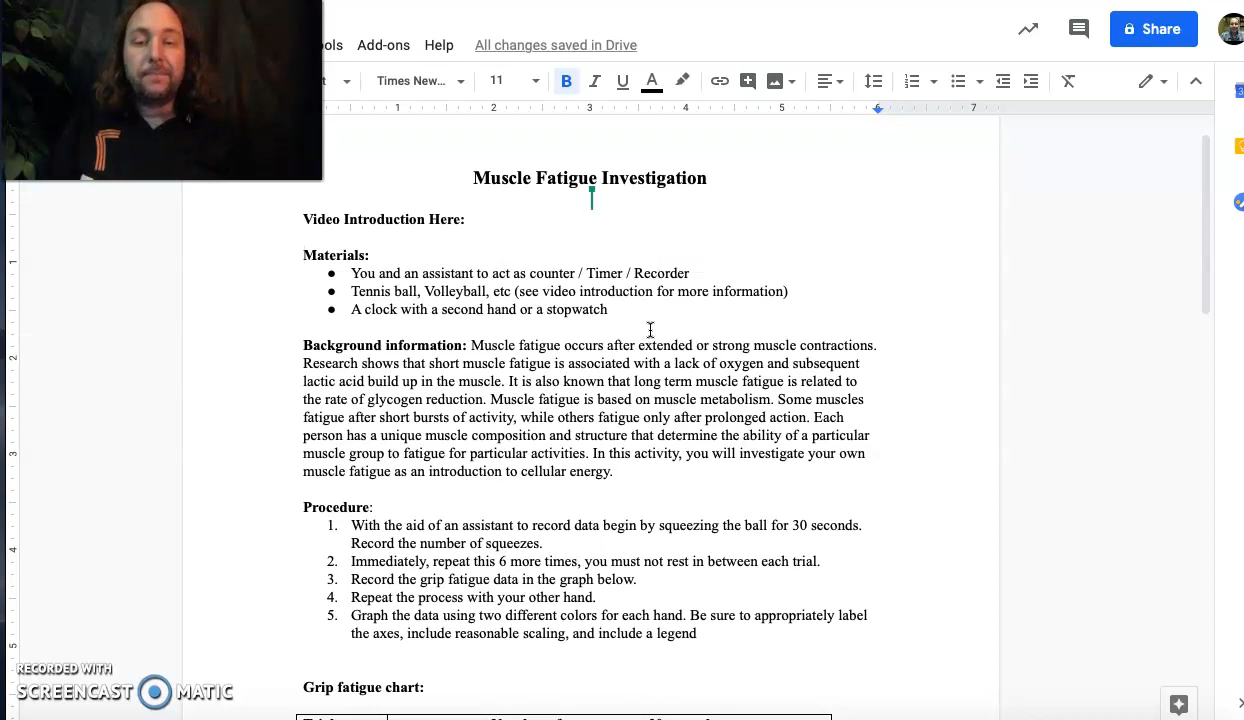 ools Add-ons Help All changes saved in Drive
Share
Times New... 11 B I U A
1 2 3 4 5 6 7
Muscle Fatigue Investigation
Video Introduction Here:
Materials:
● You and an assistant to act as counter / Timer / Recorder
● Tennis ball, Volleyball, etc (see video introduction for more information)
● A clock with a second hand or a stopwatch
Background information: Muscle fatigue occurs after extended or strong muscle contractions.
Research shows that short muscle fatigue is associated with a lack of oxygen and subsequent
lactic acid build up in the muscle. It is also known that long term muscle fatigue is related to
the rate of glycogen reduction. Muscle fatigue is based on muscle metabolism. Some muscles
fatigue after short bursts of activity, while others fatigue only after prolonged action. Each
person has a unique muscle composition and structure that determine the ability of a particular
muscle group to fatigue for particular activities. In this activity, you will investigate your own
muscle fatigue as an introduction to cellular energy.
Procedure:
1. With the aid of an assistant to record data begin by squeezing the ball for 30 seconds.
Record the number of squeezes.
2. Immediately, repeat this 6 more times, you must not rest in between each trial.
3. Record the grip fatigue data in the graph below.
4. Repeat the process with your other hand.
5. Graph the data using two different colors for each hand. Be sure to appropriately label
the axes, include reasonable scaling, and include a legend
RECORDED WITH
SCREENCAST MATIC
Grip fatigue chart: